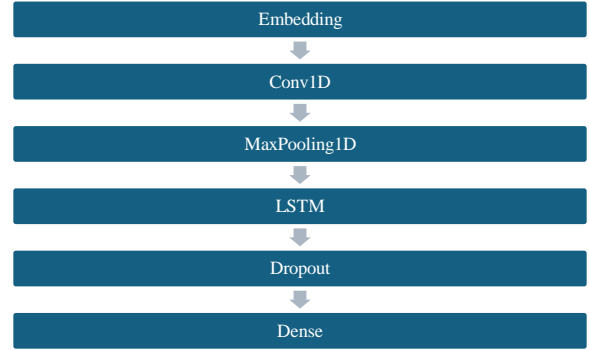 Embedding
Conv1D
MaxPooling1D
LSTM
Dropout
Dense